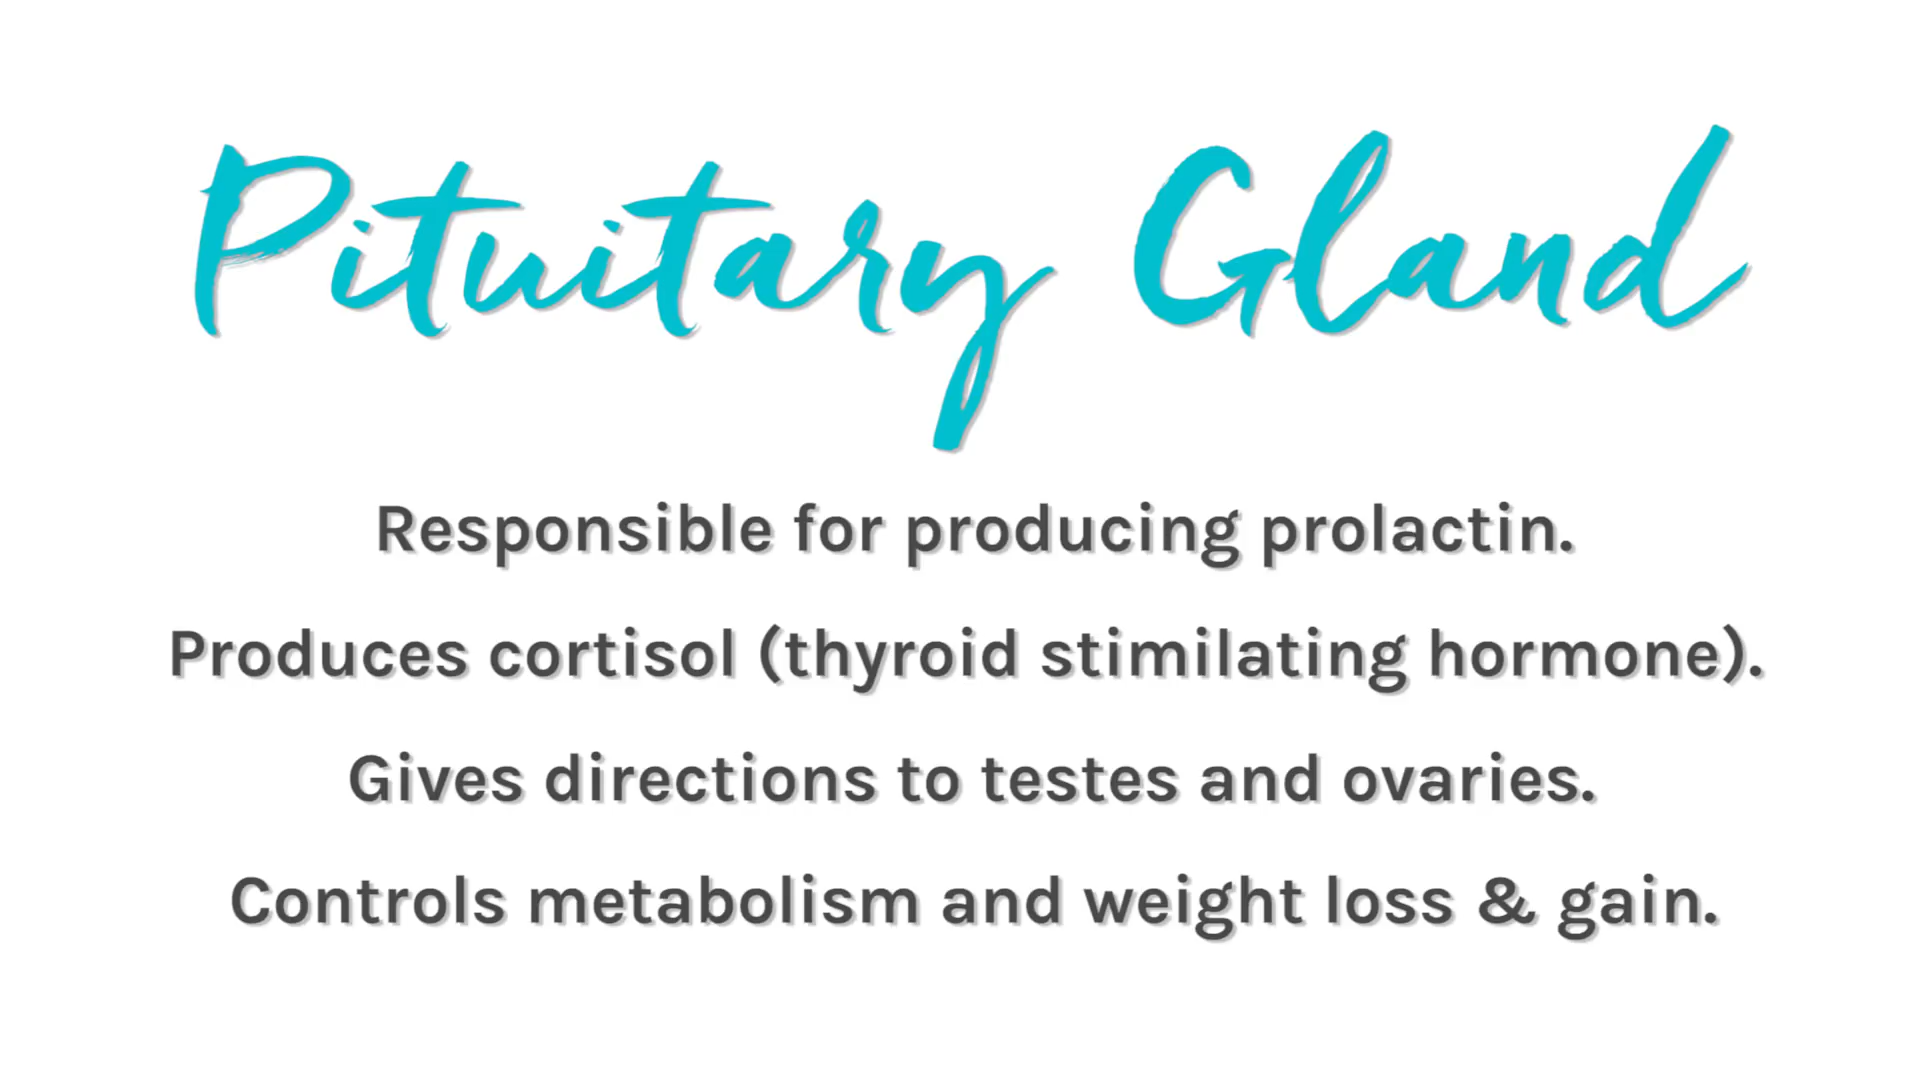 Pituitary Gland
Responsible for producing prolactin.
Produces cortisol (thyroid stimilating hormone).
Gives directions to testes and ovaries.
Controls metabolism and weight loss & gain.